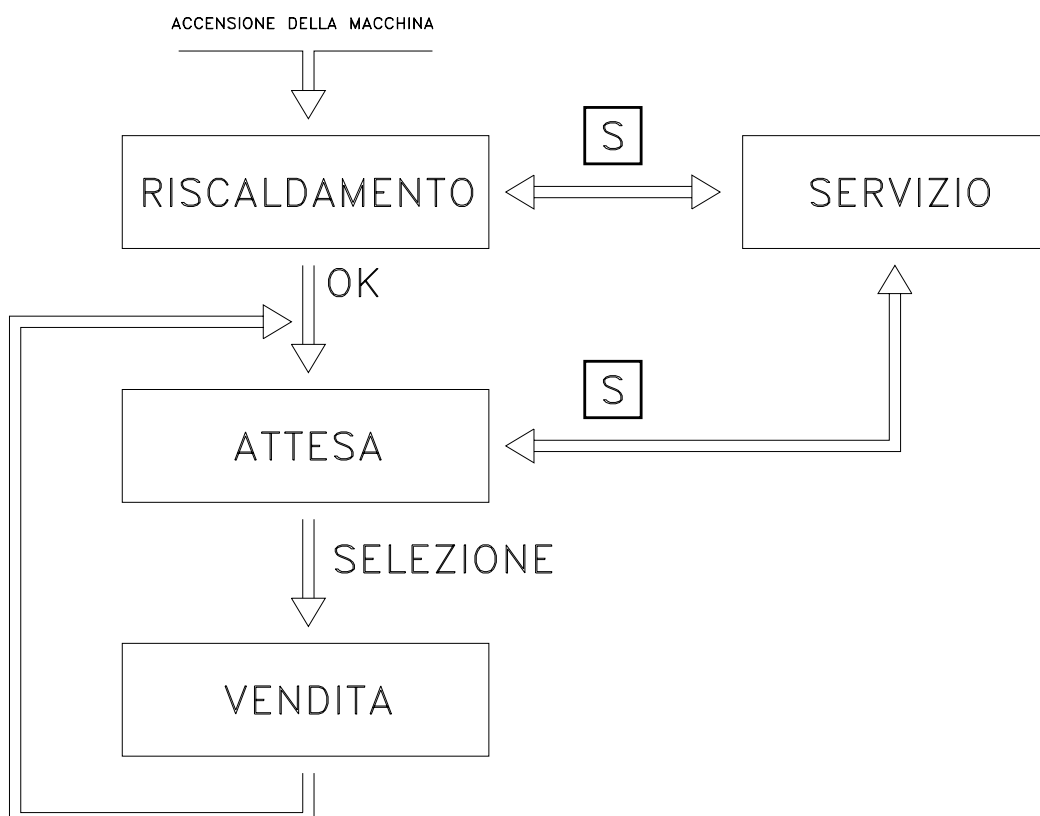 ACCENSIONE DELLA MACCHINA
S
RISCALDAMENTO
SERVIZIO
OK
S
ATTESA
SELEZIONE
VENDITA